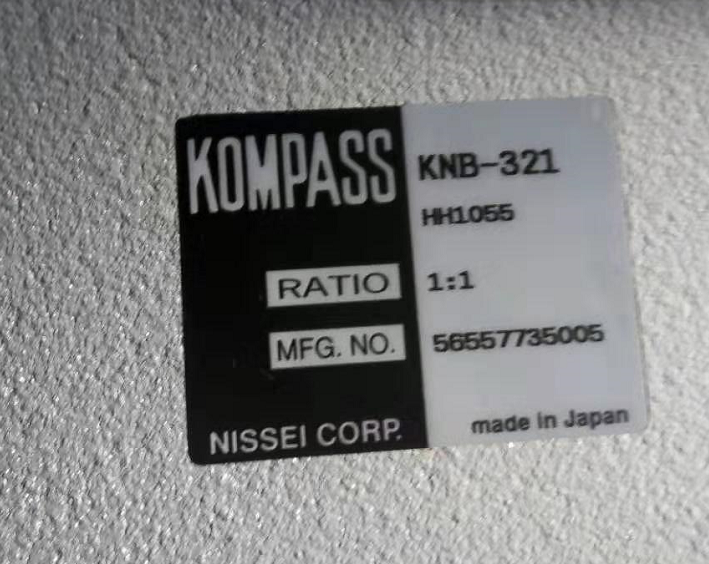 KOMPASS KNB-321
HH1055
RATIO 1:1
MFG. NO. 56557735005
NISSEI CORP. made in Japan